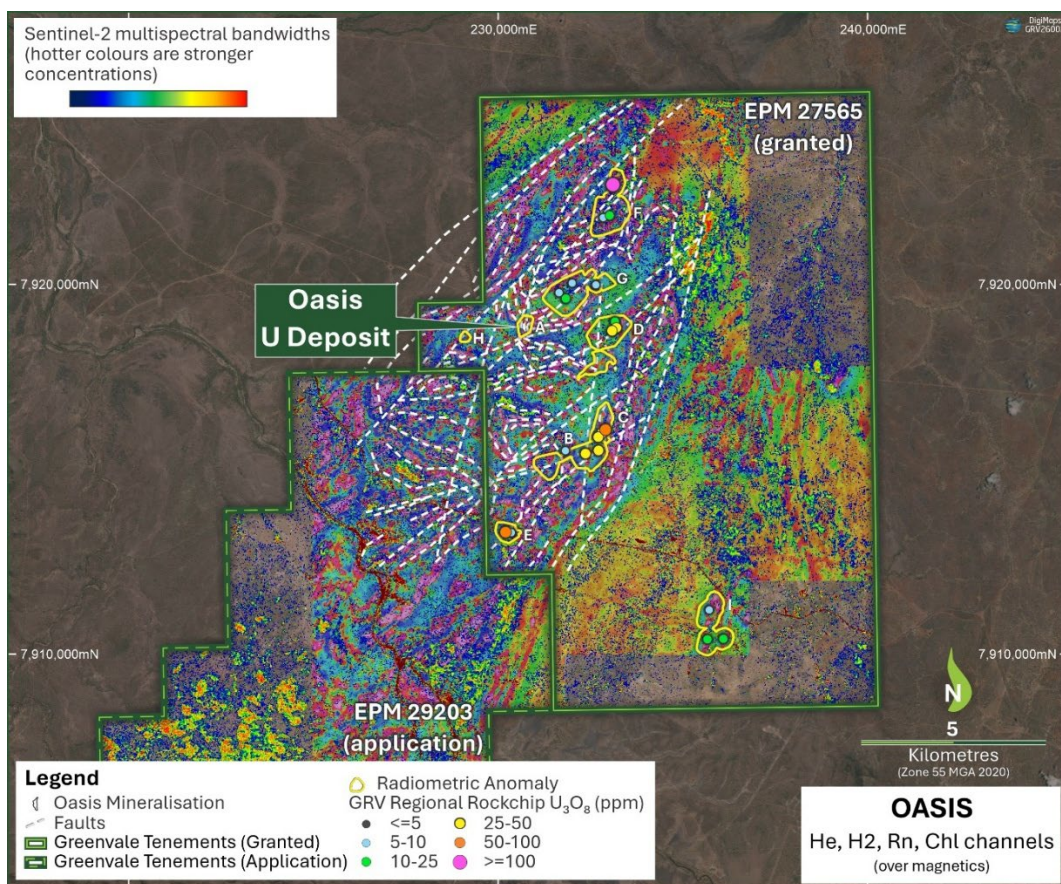 Sentinel-2 multispectral bandwidths
(hotter colours are stronger
concentrations)
230,000mE
240,000mE
DigiMaps
GRV2600
EPM 27565
(granted)
F
7,920,000mN
7,920,000mN
G
Oasis
U Deposit
A
H
D
C
B
E
I
7,910,000mN
7,910,000mN
EPM 29203
(application)
N
5
Kilometres
(Zone 55 MGA 2020)
Legend
Oasis Mineralisation
Faults
Greenvale Tenements (Granted)
Greenvale Tenements (Application)
Radiometric Anomaly
GRV Regional Rockchip U₃O₈ (ppm)
<=5
5-10
10-25
25-50
50-100
>=100
OASIS
He, H2, Rn, Chl channels
(over magnetics)